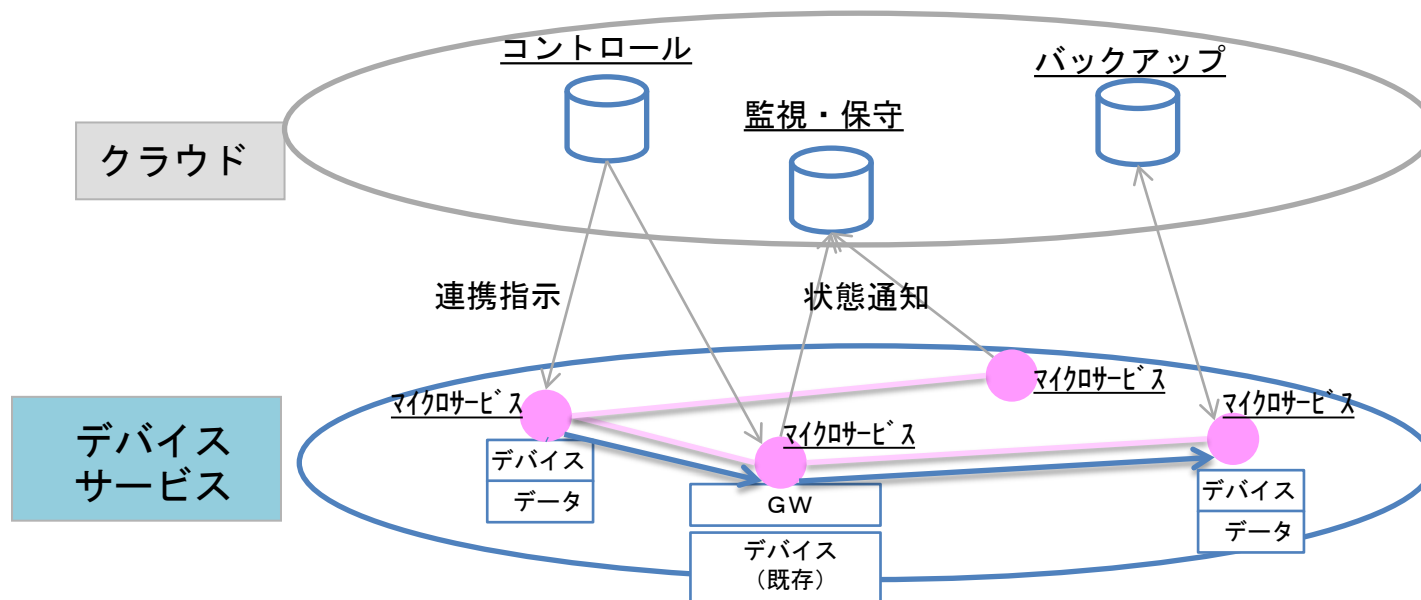 コントロール
バックアップ
監視・保守
クラウド
連携指示
状態通知
ﾏｲｸﾛｻｰﾋﾞｽ
ﾏｲｸﾛｻｰﾋﾞｽ
ﾏｲｸﾛｻｰﾋﾞｽ
ﾏｲｸﾛｻｰﾋﾞｽ
デバイス
サービス
デバイス
データ
ＧＷ
デバイス
（既存）
デバイス
データ